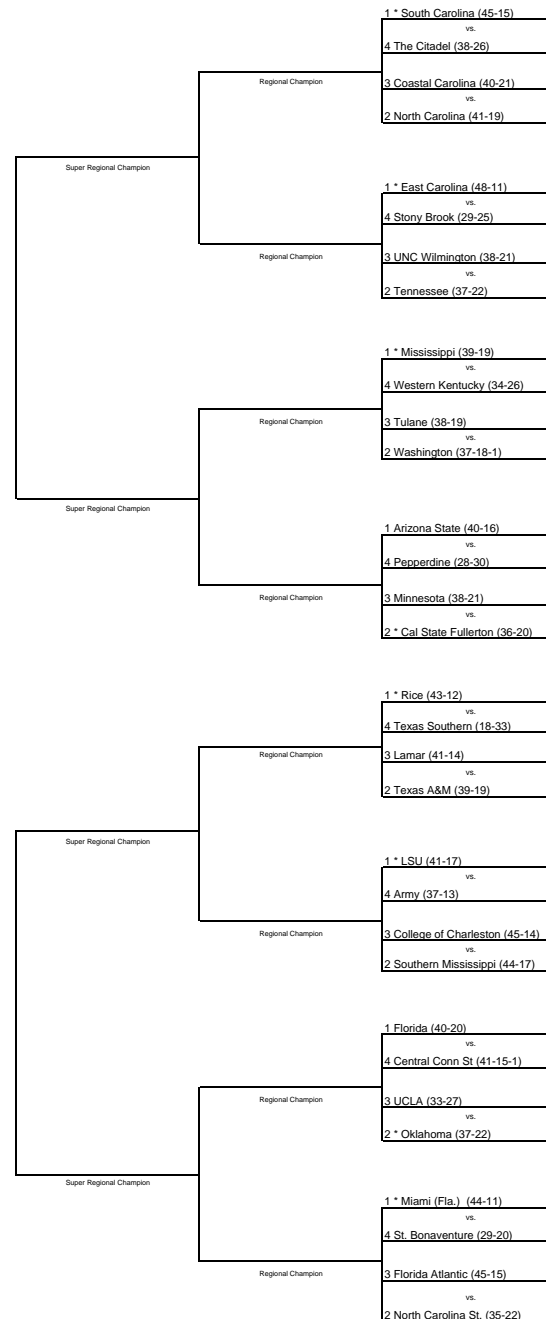 1 * South Carolina (45-15)
vs.
4 The Citadel (38-26)
Regional Champion
3 Coastal Carolina (40-21)
vs.
2 North Carolina (41-19)
Super Regional Champion
1 * East Carolina (48-11)
vs.
4 Stony Brook (29-25)
Regional Champion
3 UNC Wilmington (38-21)
vs.
2 Tennessee (37-22)
1 * Mississippi (39-19)
vs.
4 Western Kentucky (34-26)
Regional Champion
3 Tulane (38-19)
vs.
2 Washington (37-18-1)
Super Regional Champion
1 Arizona State (40-16)
vs.
4 Pepperdine (28-30)
Regional Champion
3 Minnesota (38-21)
vs.
2 * Cal State Fullerton (36-20)
1 * Rice (43-12)
vs.
4 Texas Southern (18-33)
Regional Champion
3 Lamar (41-14)
vs.
2 Texas A&M (39-19)
Super Regional Champion
1 * LSU (41-17)
vs.
4 Army (37-13)
Regional Champion
3 College of Charleston (45-14)
vs.
2 Southern Mississippi (44-17)
1 Florida (40-20)
vs.
4 Central Conn St (41-15-1)
Regional Champion
3 UCLA (33-27)
vs.
2 * Oklahoma (37-22)
Super Regional Champion
1 * Miami (Fla.) (44-11)
vs.
4 St. Bonaventure (29-20)
Regional Champion
3 Florida Atlantic (45-15)
vs.
2 North Carolina St. (35-22)